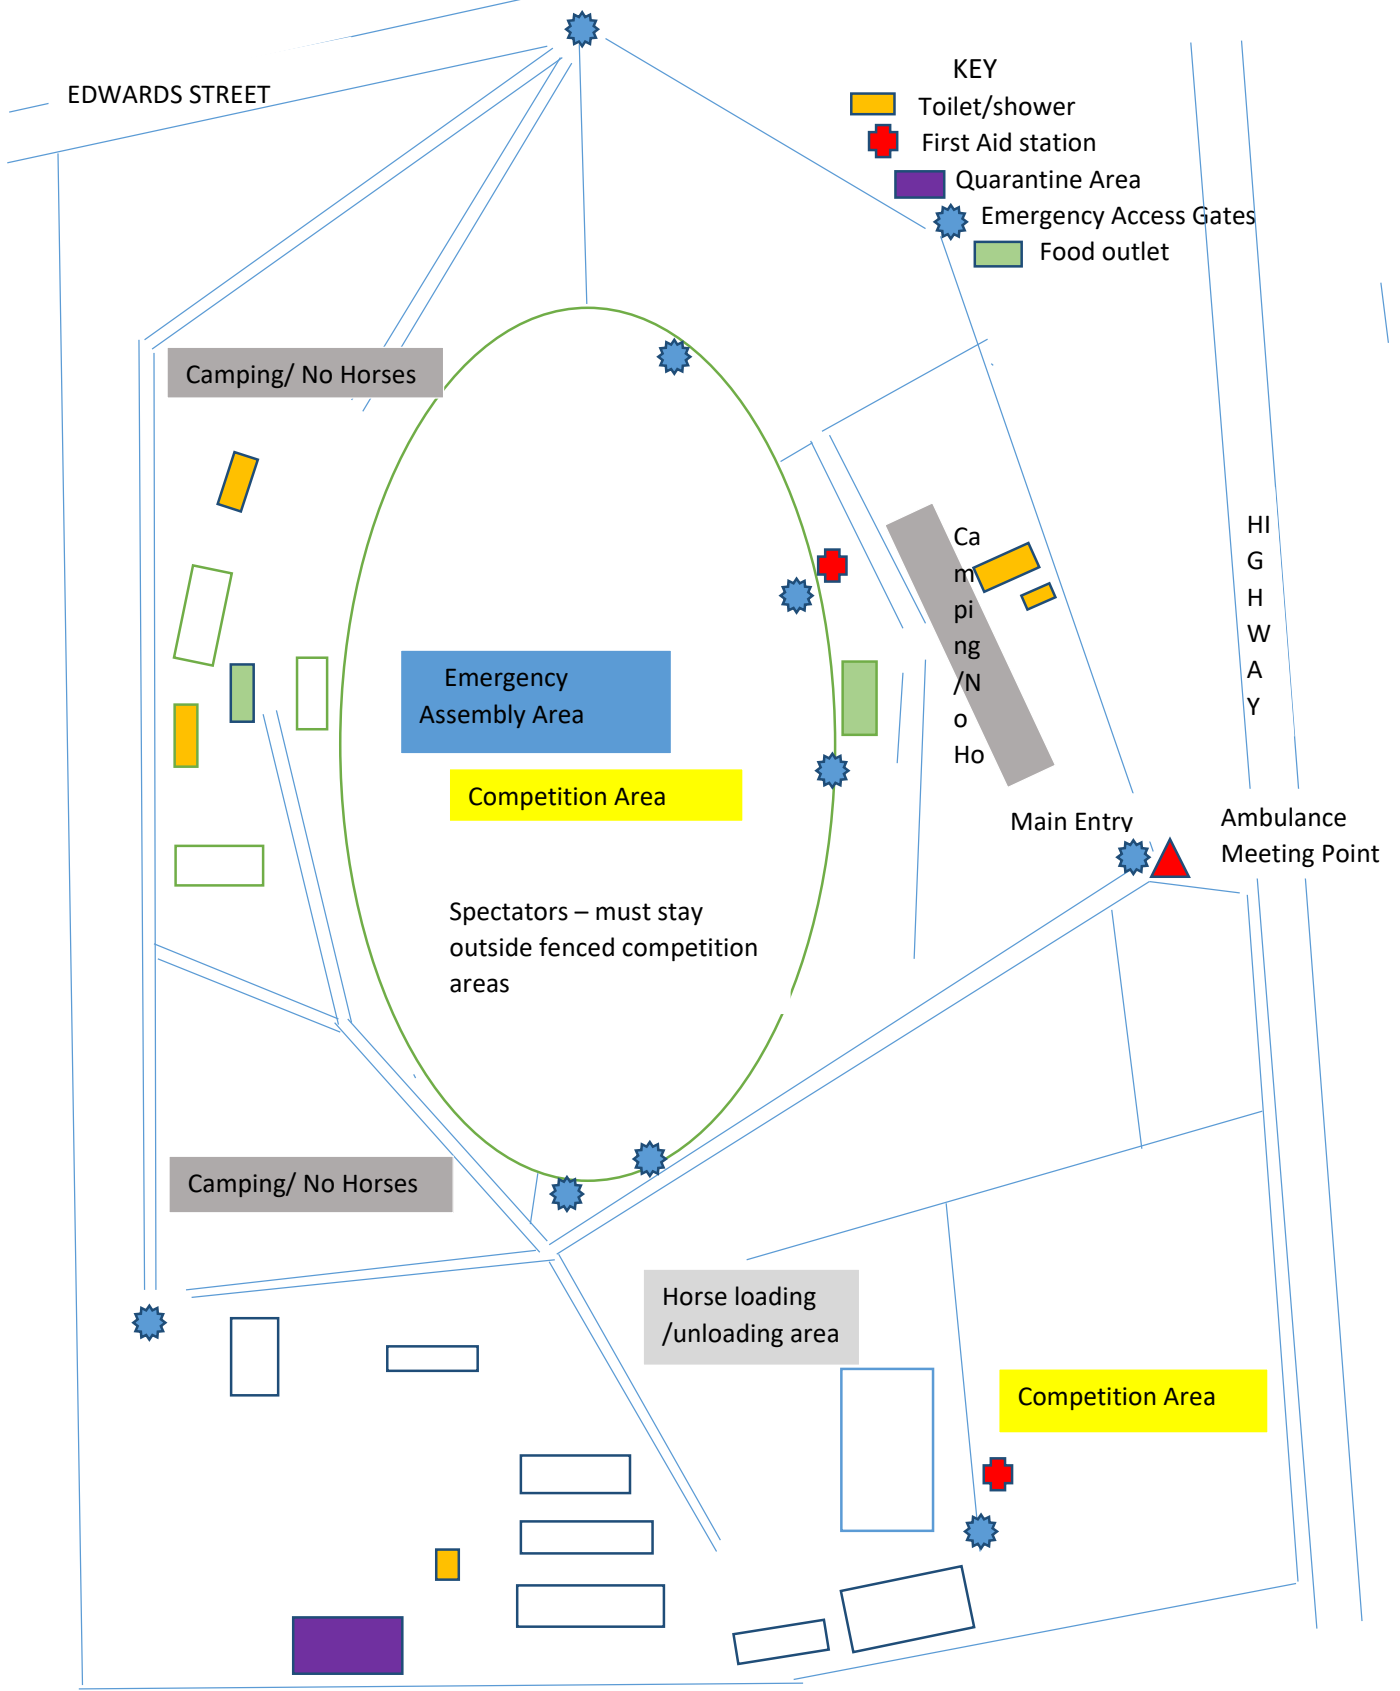 EDWARDS STREET
KEY
Toilet/shower
First Aid station
Quarantine Area
Emergency Access Gates
Food outlet
Camping/ No Horses
Ca
m
pi
ng
/N
o
Ho
HI
G
H
W
A
Y
Emergency
Assembly Area
Competition Area
Main Entry
Ambulance
Meeting Point
Spectators – must stay
outside fenced competition
areas
Camping/ No Horses
Horse loading
/unloading area
Competition Area